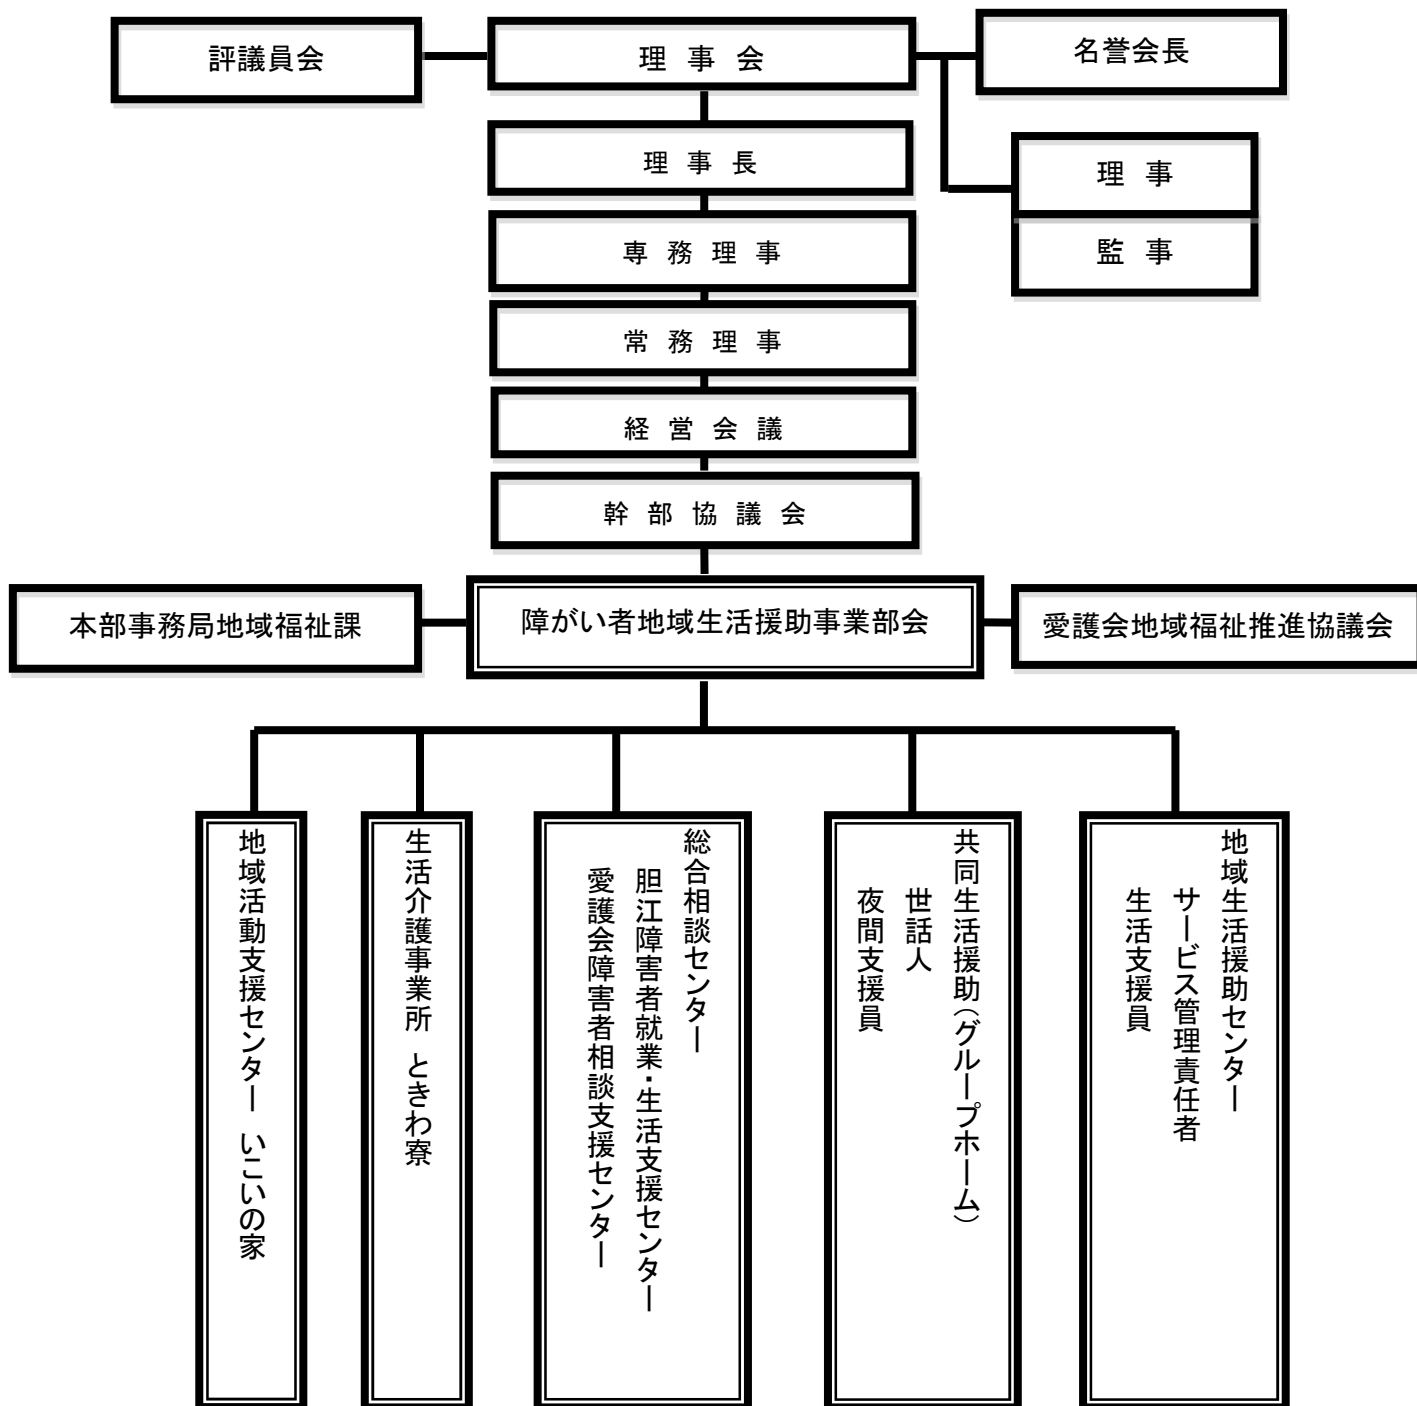 評議員会
理 事 会
名誉会長
理 事 長
理 事
監 事
専 務 理 事
常 務 理 事
経 営 会 議
幹 部 協 議 会
本部事務局地域福祉課
障がい者地域生活援助事業部会
愛護会地域福祉推進協議会
地域活動支援センター いこいの家
生活介護事業所 ときわ寮
総合相談センター
胆江障害者就業・生活支援センター
愛護会障害者相談支援センター
共同生活援助（グループホーム）
世話人
夜間支援員
地域生活援助センター
サービス管理責任者
生活支援員